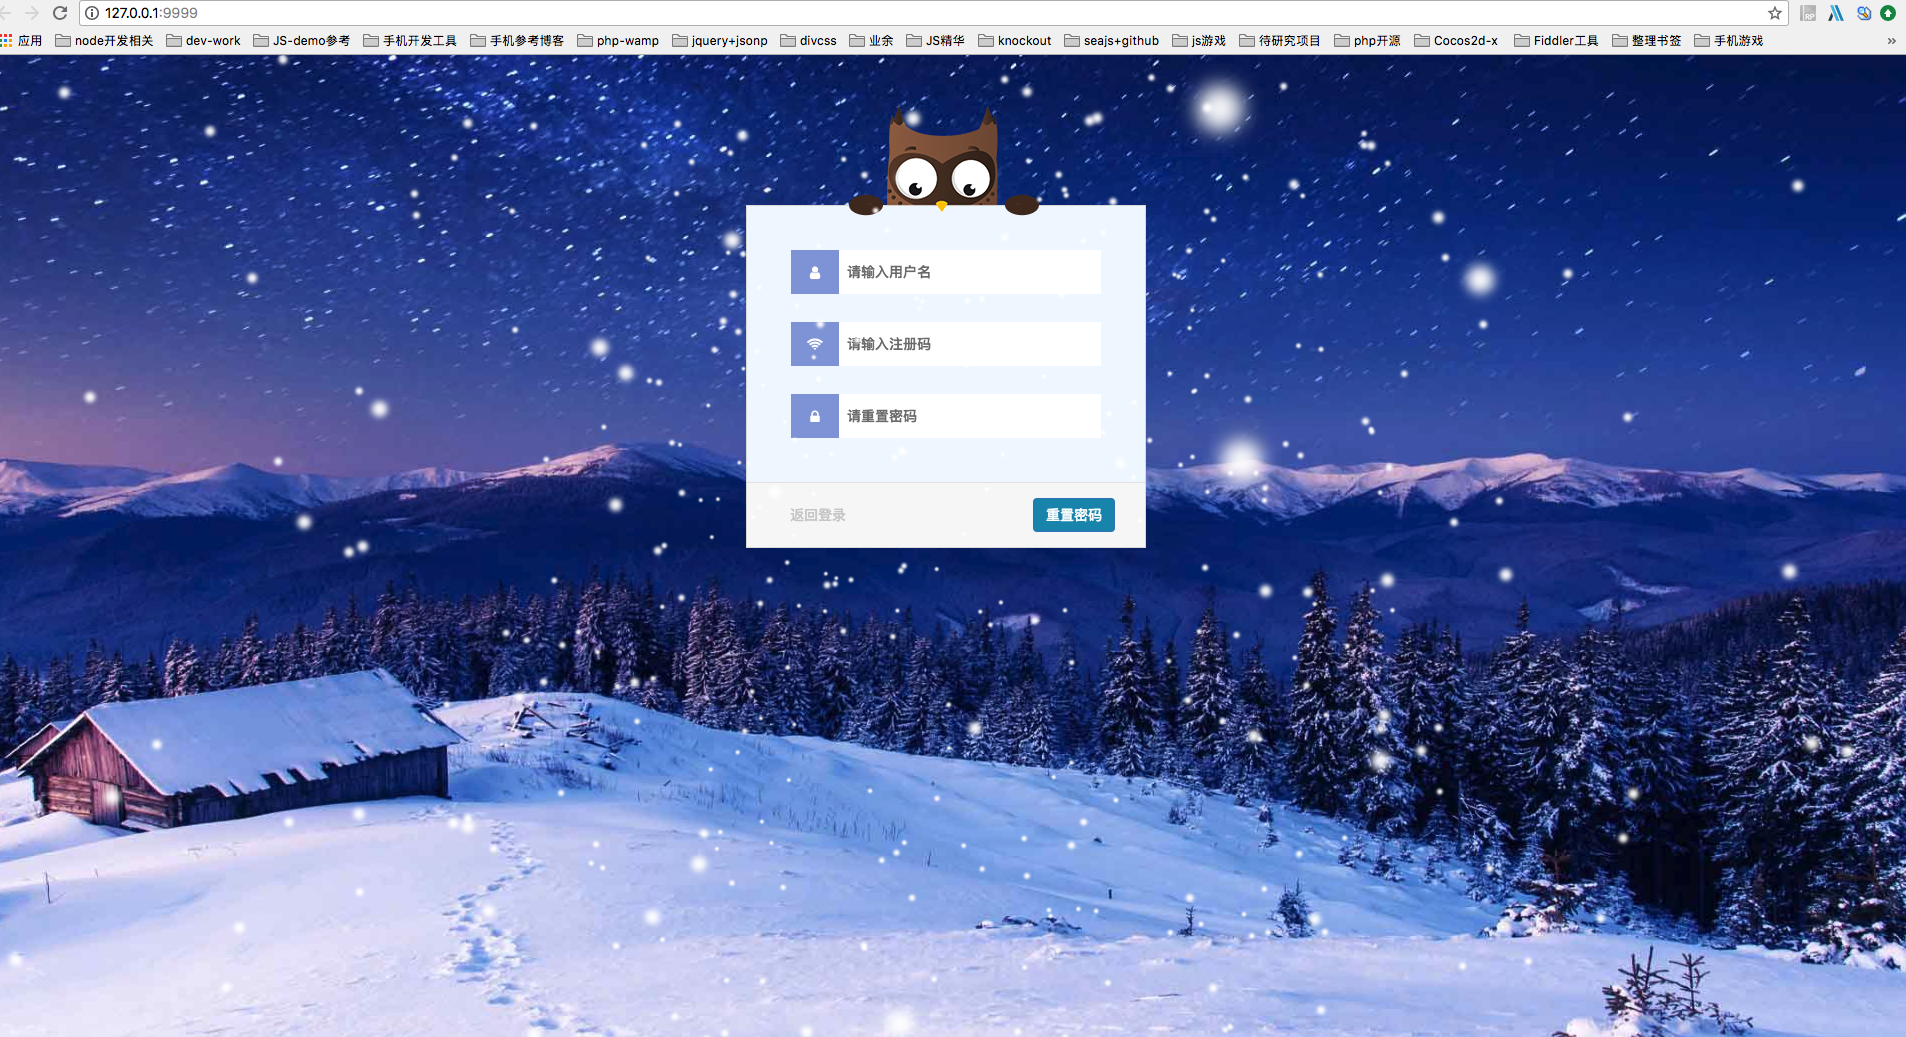 127.0.0.1:9999
RP
应用 node开发相关 dev-work JS-demo参考 手机开发工具 手机参考博客 php-wamp jquery+jsonp divcss 业余 JS精华 knockout seajs+github js游戏 待研究项目 php开源 Cocos2d-x Fiddler工具 整理书签 手机游戏 »
请输入用户名
请输入注册码
请重置密码
返回登录 重置密码